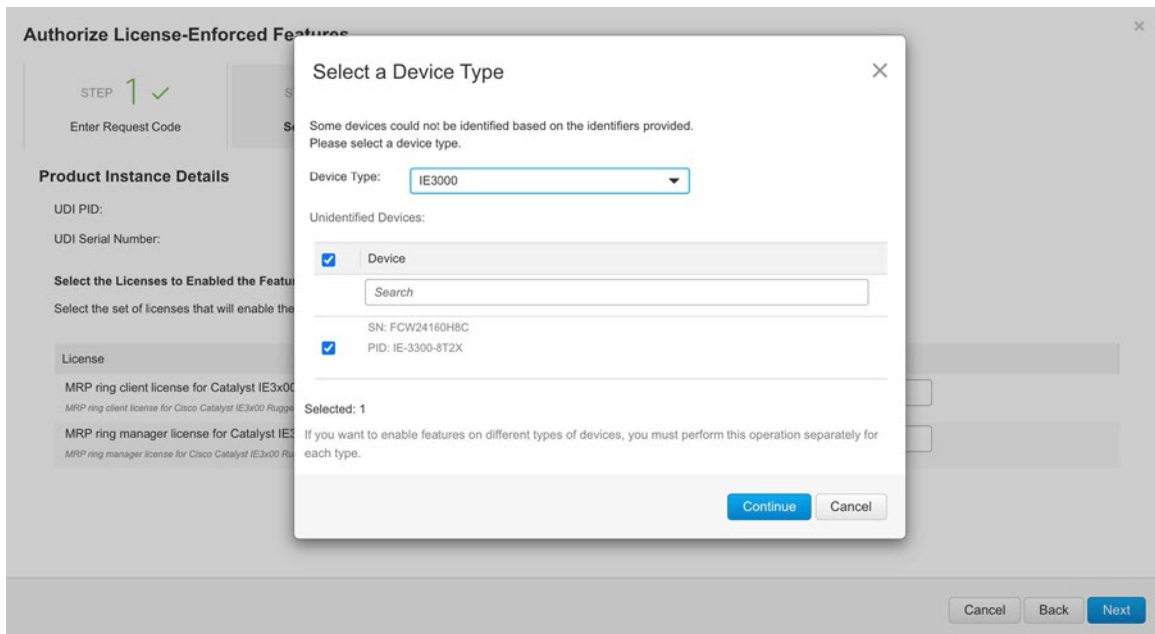 Authorize License-Enforced Features
Select a Device Type
STEP 1
Enter Request Code
Some devices could not be identified based on the identifiers provided.
Please select a device type.
Product Instance Details
Device Type:
IE3000
UDI PID:
Unidentified Devices:
UDI Serial Number:
Device
Select the Licenses to Enabled the
Search
Select the set of licenses that will enable the
SN: FCW24160H8C
PID: IE-3300-8T2X
License
MRP ring client license for Catalyst IE3x00
MRP ring client license for Cisco Catalyst IE3x00
Selected: 1
MRP ring manager license for Catalyst
MRP ring manager license for Cisco Catalyst IE3x00
If you want to enable features on different types of devices, you must perform this operation separately for
each type.
Continue
Cancel
Cancel
Back
Next